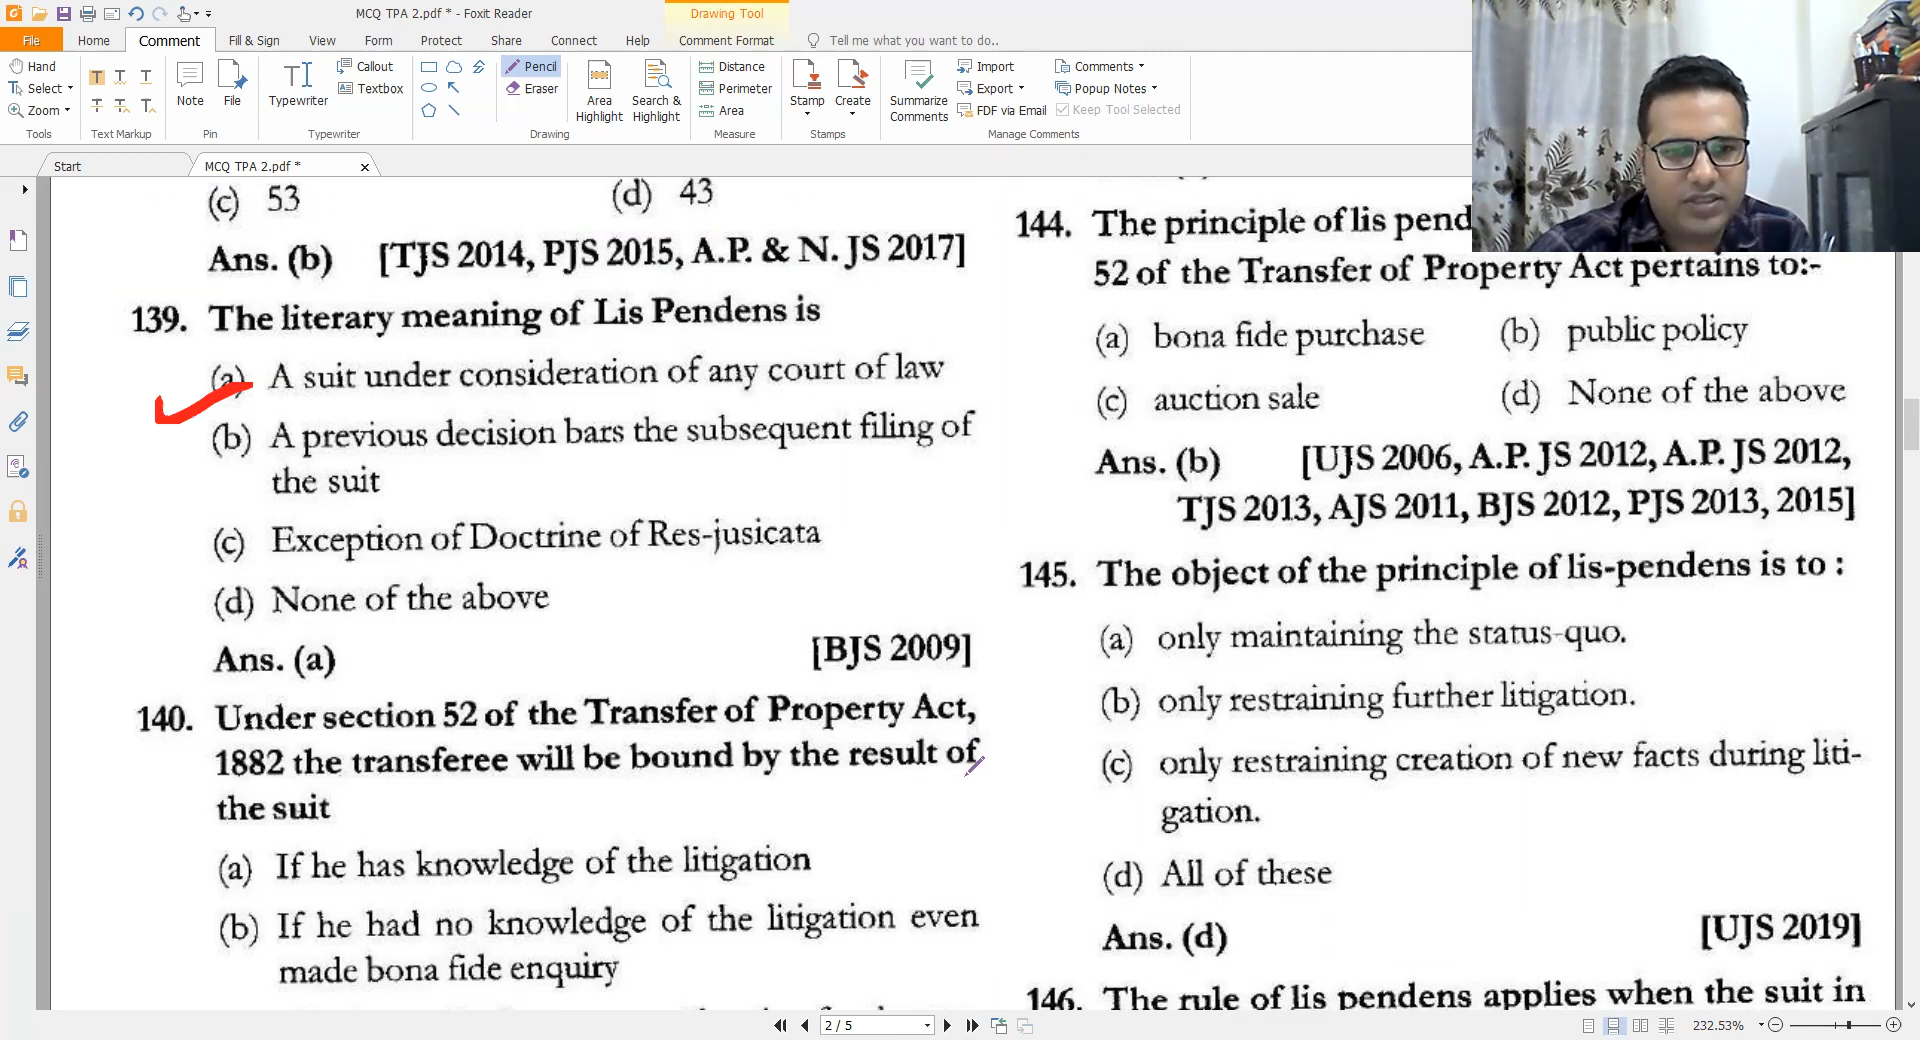 MCQ TPA 2.pdf * - Foxit Reader
Drawing Tool
File
Home
Comment
Fill & Sign
View
Form
Protect
Share
Connect
Help
Comment Format
Tell me what you want to do..
Hand
Select
Zoom
Tools
Text Markup
Note
File
Pin
Typewriter
Callout
Textbox
Typewriter
Pencil
Eraser
Area Highlight
Search & Highlight
Drawing
Distance
Perimeter
Area
Measure
Stamp
Create
Stamps
Summarize Comments
Import
Export
FDF via Email
Comments
Popup Notes
Keep Tool Selected
Manage Comments
Start
MCQ TPA 2.pdf *
(c) 53 (d) 43
Ans. (b) [TJS 2014, PJS 2015, A.P. & N. JS 2017]
139. The literary meaning of Lis Pendens is
(a) A suit under consideration of any court of law
(b) A previous decision bars the subsequent filing of
the suit
(c) Exception of Doctrine of Res-jusicata
(d) None of the above
Ans. (a) [BJS 2009]
140. Under section 52 of the Transfer of Property Act,
1882 the transferee will be bound by the result of
the suit
(a) If he has knowledge of the litigation
(b) If he had no knowledge of the litigation even
made bona fide enquiry
144. The principle of lis pend
52 of the Transfer of Property Act pertains to:-
(a) bona fide purchase (b) public policy
(c) auction sale (d) None of the above
Ans. (b) [UJS 2006, A.P. JS 2012, A.P. JS 2012,
TJS 2013, AJS 2011, BJS 2012, PJS 2013, 2015]
145. The object of the principle of lis-pendens is to :
(a) only maintaining the status-quo.
(b) only restraining further litigation.
(c) only restraining creation of new facts during liti-
gation.
(d) All of these
Ans. (d) [UJS 2019]
146. The rule of lis pendens applies when the suit in
2 / 5
232.53%